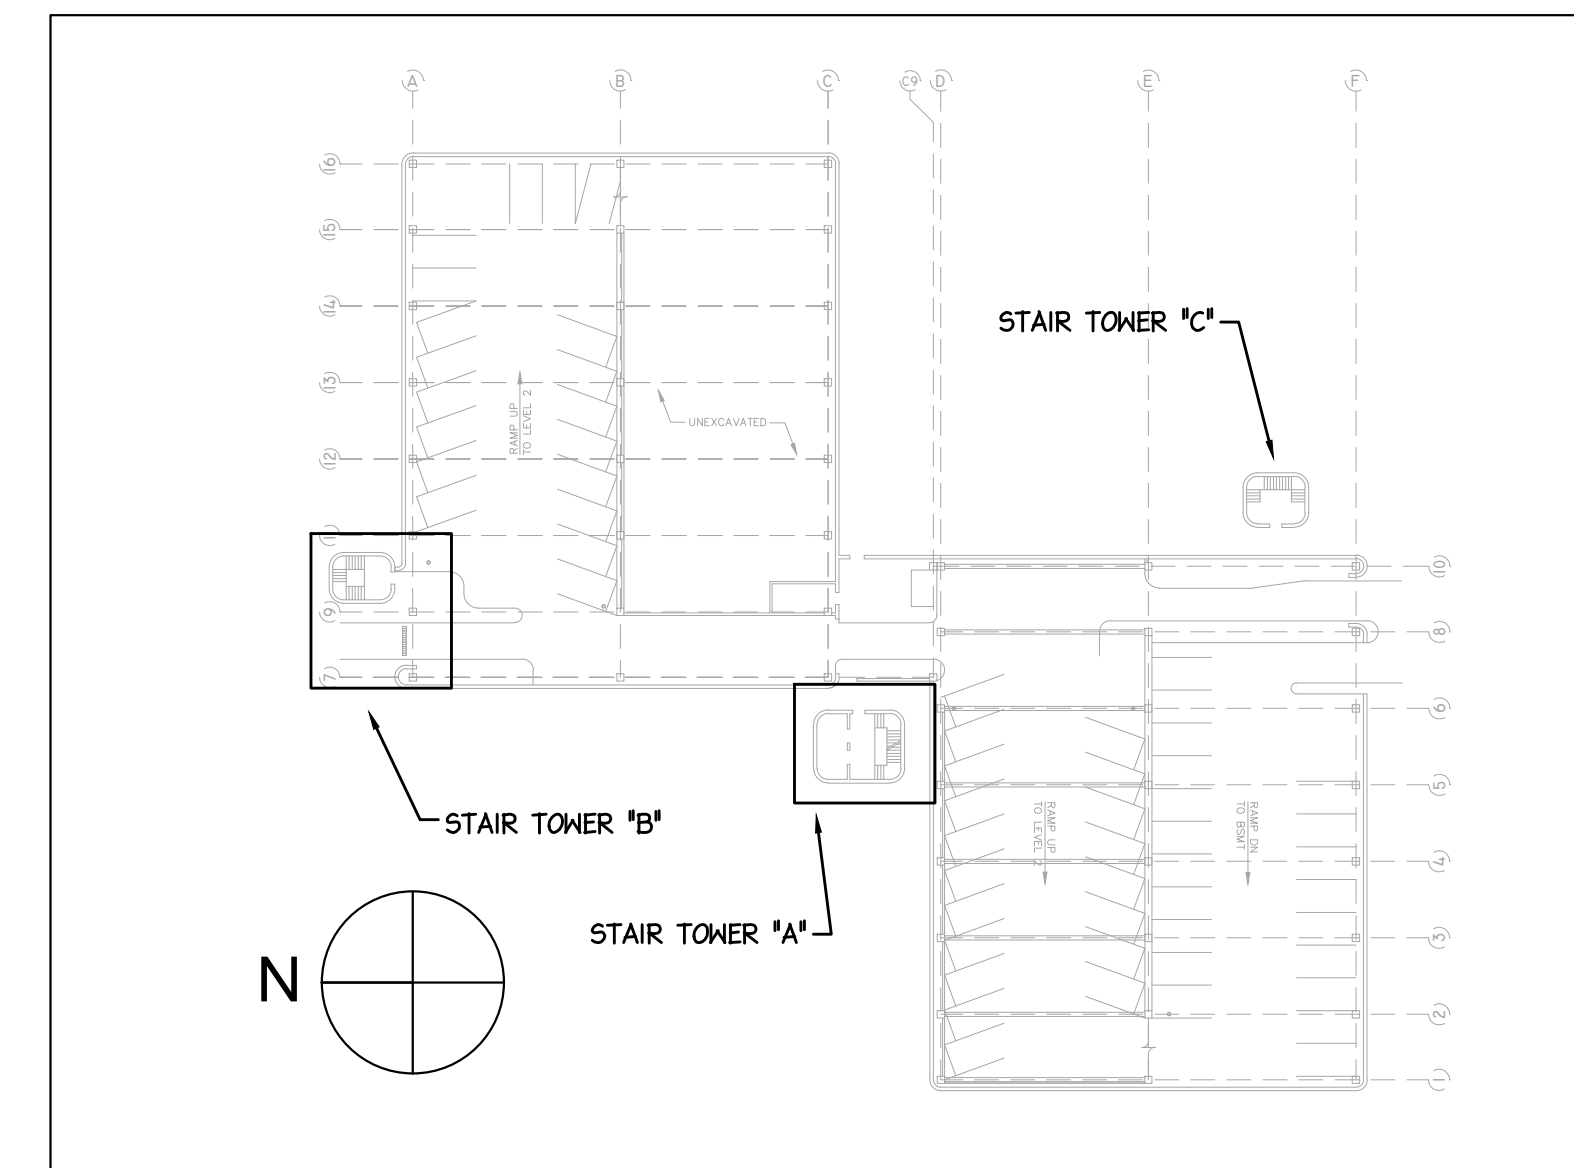 A B C C9 D E F
16
15
14
13
12
11
9
7
10
8
6
5
4
3
2
1
RAMP UP
TO LEVEL 2
UNEXCAVATED
STAIR TOWER "C"
STAIR TOWER "B"
STAIR TOWER "A"
RAMP UP
TO LEVEL 2
RAMP DN
TO BSMT
N